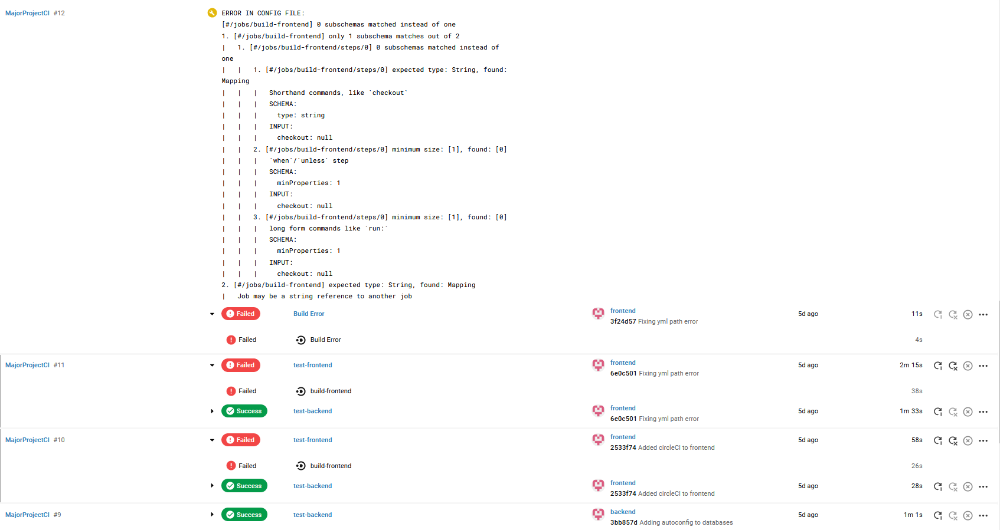 MajorProjectCI #12
ERROR IN CONFIG FILE:
[#/jobs/build-frontend] 0 subschemas matched instead of one
1. [#/jobs/build-frontend] only 1 subschema matches out of 2
|   1. [#/jobs/build-frontend/steps/0] 0 subschemas matched instead of
one
|   |   1. [#/jobs/build-frontend/steps/0] expected type: String, found:
Mapping
|   |   |   Shorthand commands, like `checkout`
|   |   |   SCHEMA:
|   |   |     type: string
|   |   |   INPUT:
|   |   |     checkout: null
|   |   2. [#/jobs/build-frontend/steps/0] minimum size: [1], found: [0]
|   |   |   `when`/`unless` step
|   |   |   SCHEMA:
|   |   |     minProperties: 1
|   |   |   INPUT:
|   |   |     checkout: null
|   |   3. [#/jobs/build-frontend/steps/0] minimum size: [1], found: [0]
|   |   |   long form commands like `run:`
|   |   |   SCHEMA:
|   |   |     minProperties: 1
|   |   |   INPUT:
|   |   |     checkout: null
2. [#/jobs/build-frontend] expected type: String, found: Mapping
|   Job may be a string reference to another job
Failed Build Error frontend 5d ago 11s
3f24d57 Fixing yml path error
Failed Build Error 4s
MajorProjectCI #11 Failed test-frontend frontend 5d ago 2m 15s
6e0c501 Fixing yml path error
Failed build-frontend 38s
Success test-backend frontend 5d ago 1m 33s
6e0c501 Fixing yml path error
MajorProjectCI #10 Failed test-frontend frontend 5d ago 58s
2533f74 Added circleCI to frontend
Failed build-frontend 26s
Success test-backend frontend 5d ago 28s
2533f74 Added circleCI to frontend
MajorProjectCI #9 Success test-backend backend 5d ago 1m 1s
3bb857d Adding autoconfig to databases